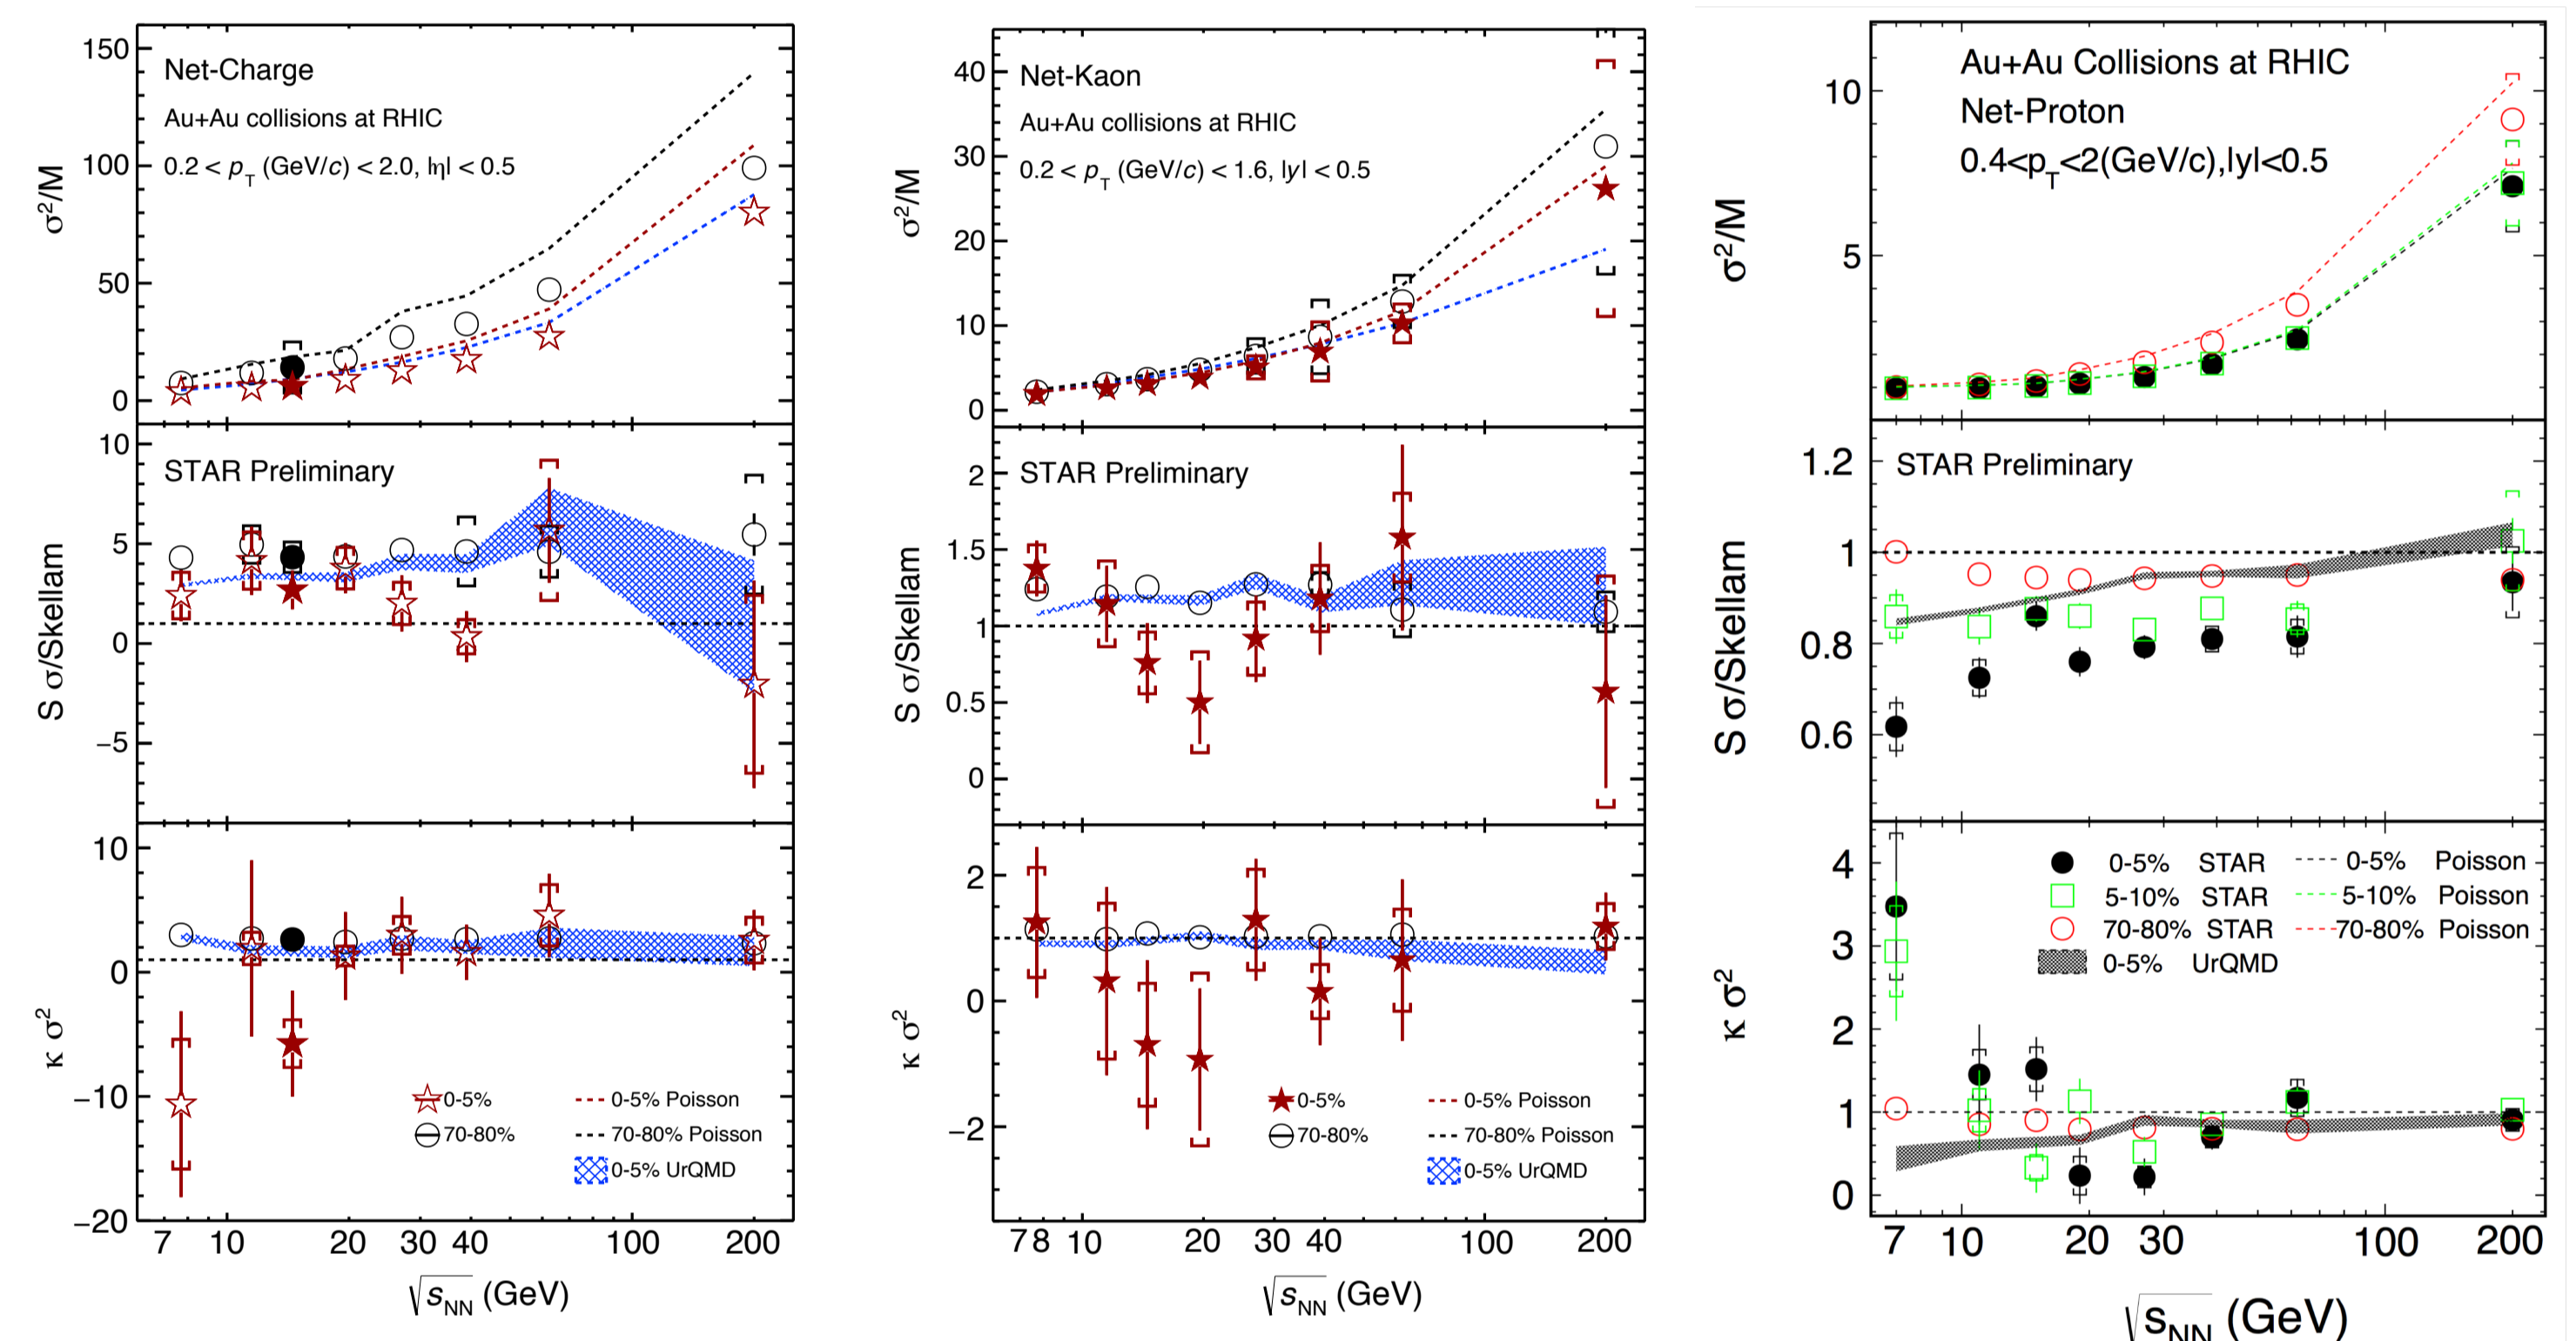 σ²/M
150
100
50
0
Net-Charge
Au+Au collisions at RHIC
0.2 < pT (GeV/c) < 2.0, |η| < 0.5
S σ/Skellam
10
5
0
−5
STAR Preliminary
κ σ²
10
0
−10
−20
0-5%
70-80%
0-5% Poisson
70-80% Poisson
0-5% UrQMD
7 10 20 30 40 100 200
√sNN (GeV)
σ²/M
40
30
20
10
0
Net-Kaon
Au+Au collisions at RHIC
0.2 < pT (GeV/c) < 1.6, |y| < 0.5
S σ/Skellam
2
1.5
1
0.5
0
STAR Preliminary
κ σ²
2
0
−2
0-5%
70-80%
0-5% Poisson
70-80% Poisson
0-5% UrQMD
7 8 10 20 30 40 100 200
√sNN (GeV)
σ²/M
10
5
Au+Au Collisions at RHIC
Net-Proton
0.4<pT<2(GeV/c),|y|<0.5
S σ/Skellam
1.2
1
0.8
0.6
STAR Preliminary
κ σ²
4
3
2
1
0
0-5% STAR 0-5% Poisson
5-10% STAR 5-10% Poisson
70-80% STAR 70-80% Poisson
0-5% UrQMD
7 10 20 30 100 200
√sNN (GeV)